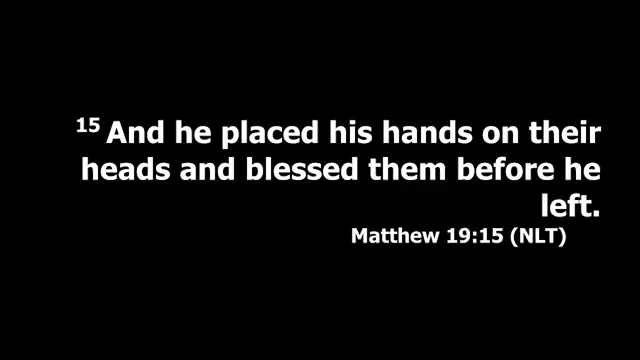 ¹⁵ And he placed his hands on their
heads and blessed them before he
left.
Matthew 19:15 (NLT)